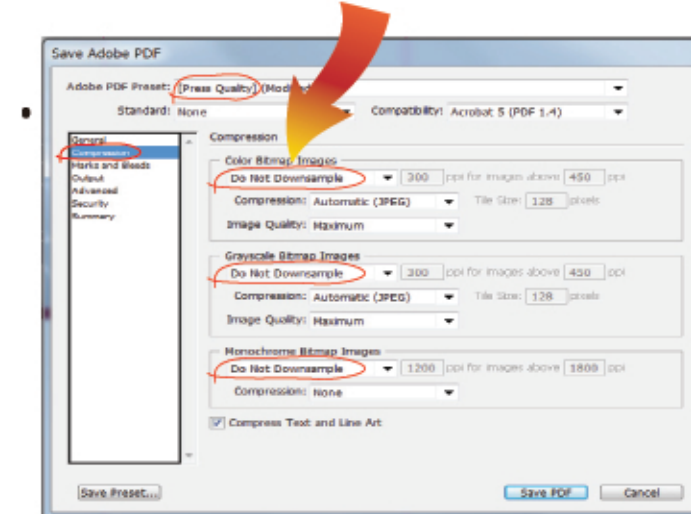 Save Adobe PDF
Adobe PDF Preset: [Press Quality]
Standard: None Compatibility: Acrobat 5 (PDF 1.4)
General
Compression
Marks and Bleeds
Output
Advanced
Security
Summary
Compression
Color Bitmap Images
Do Not Downsample 300 ppi for images above 450 ppi
Compression: Automatic (JPEG) Tile Size: 128 pixels
Image Quality: Maximum
Grayscale Bitmap Images
Do Not Downsample 300 ppi for images above 450 ppi
Compression: Automatic (JPEG) Tile Size: 128 pixels
Image Quality: Maximum
Monochrome Bitmap Images
Do Not Downsample 1200 ppi for images above 1800 ppi
Compression: None
Compress Text and Line Art
Save Preset... Save PDF Cancel